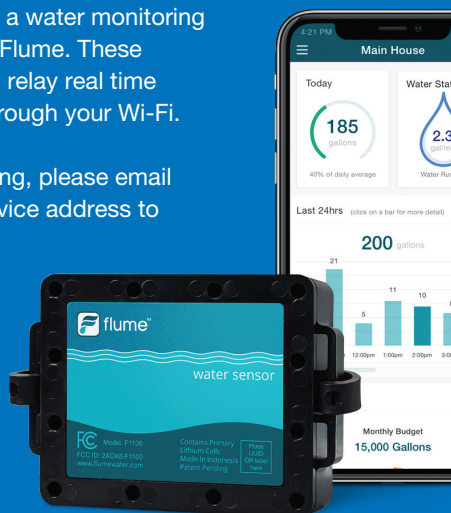 a water monitoring
Flume. These
relay real time
rough your Wi-Fi.
ng, please email
vice address to
4:21 PM
Main House
Today
185
gallons
40% of daily average
Water Stat
2.3
gal/m
Water Ru
Last 24hrs (click on a bar for more detail)
200 gallons
21
5
11
10
8
12:00pm 1:00pm 2:00pm 3:00
Monthly Budget
15,000 Gallons
flume™
water sensor
FC Model: F1100
FCC ID: 2AOX8-F1100
www.flumewater.com
Contains Primary
Lithium Cells
Made In Indonesia
Patent Pending
Place
UUID
QR label
here